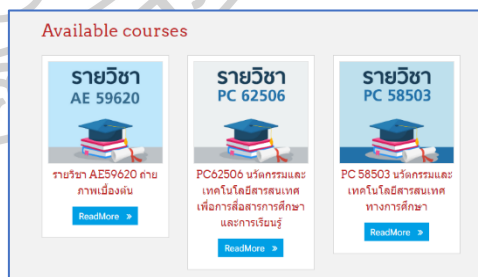 Available courses
รายวิชา
AE 59620
รายวิชา AE59620 ถ่าย
ภาพเบื้องต้น
ReadMore »
รายวิชา
PC 62506
PC62506 นวัตกรรมและ
เทคโนโลยีสารสนเทศ
เพื่อการสื่อสารการศึกษา
และการเรียนรู้
ReadMore »
รายวิชา
PC 58503
PC 58503 นวัตกรรมและ
เทคโนโลยีสารสนเทศ
ทางการศึกษา
ReadMore »